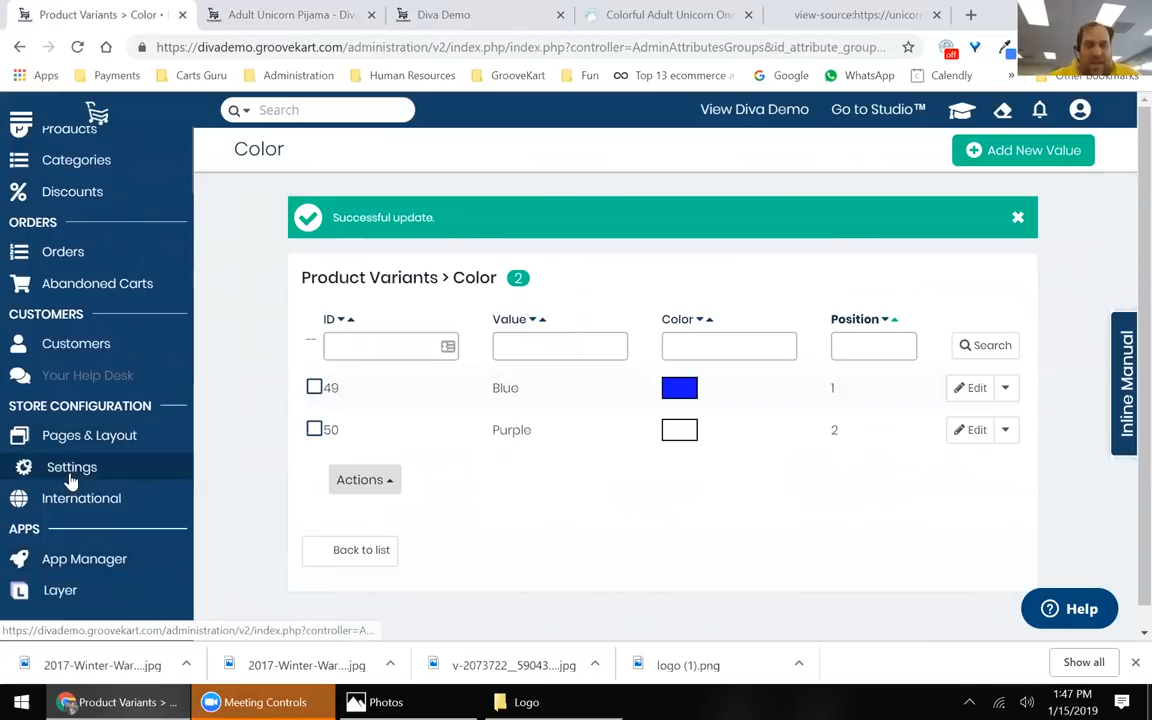 Product Variants > Color •
Adult Unicorn Pijama - Div
Diva Demo
Colorful Adult Unicorn One
view-source:https://unicorn
https://divademo.groovekart.com/administration/v2/index.php/index.php?controller=AdminAttributesGroups&id_attribute_group...
off
Apps
Payments
Carts Guru
Administration
Human Resources
GrooveKart
Fun
Top 13 ecommerce
Google
WhatsApp
Calendly
»
Other Bookmarks
Search
View Diva Demo
Go to Studio™
Products
Categories
Discounts
ORDERS
Orders
Abandoned Carts
CUSTOMERS
Customers
Your Help Desk
STORE CONFIGURATION
Pages & Layout
Settings
International
APPS
App Manager
Layer
Color
Add New Value
Successful update.
Product Variants > Color 2
ID
Value
Color
Position
--
Search
49
Blue
1
Edit
50
Purple
2
Edit
Actions
Back to list
Inline Manual
Help
https://divademo.groovekart.com/administration/v2/index.php?controller=A...
2017-Winter-War....jpg
2017-Winter-War....jpg
v-2073722__59043....jpg
logo (1).png
Show all
Product Variants > ...
Meeting Controls
Photos
Logo
1:47 PM
1/15/2019